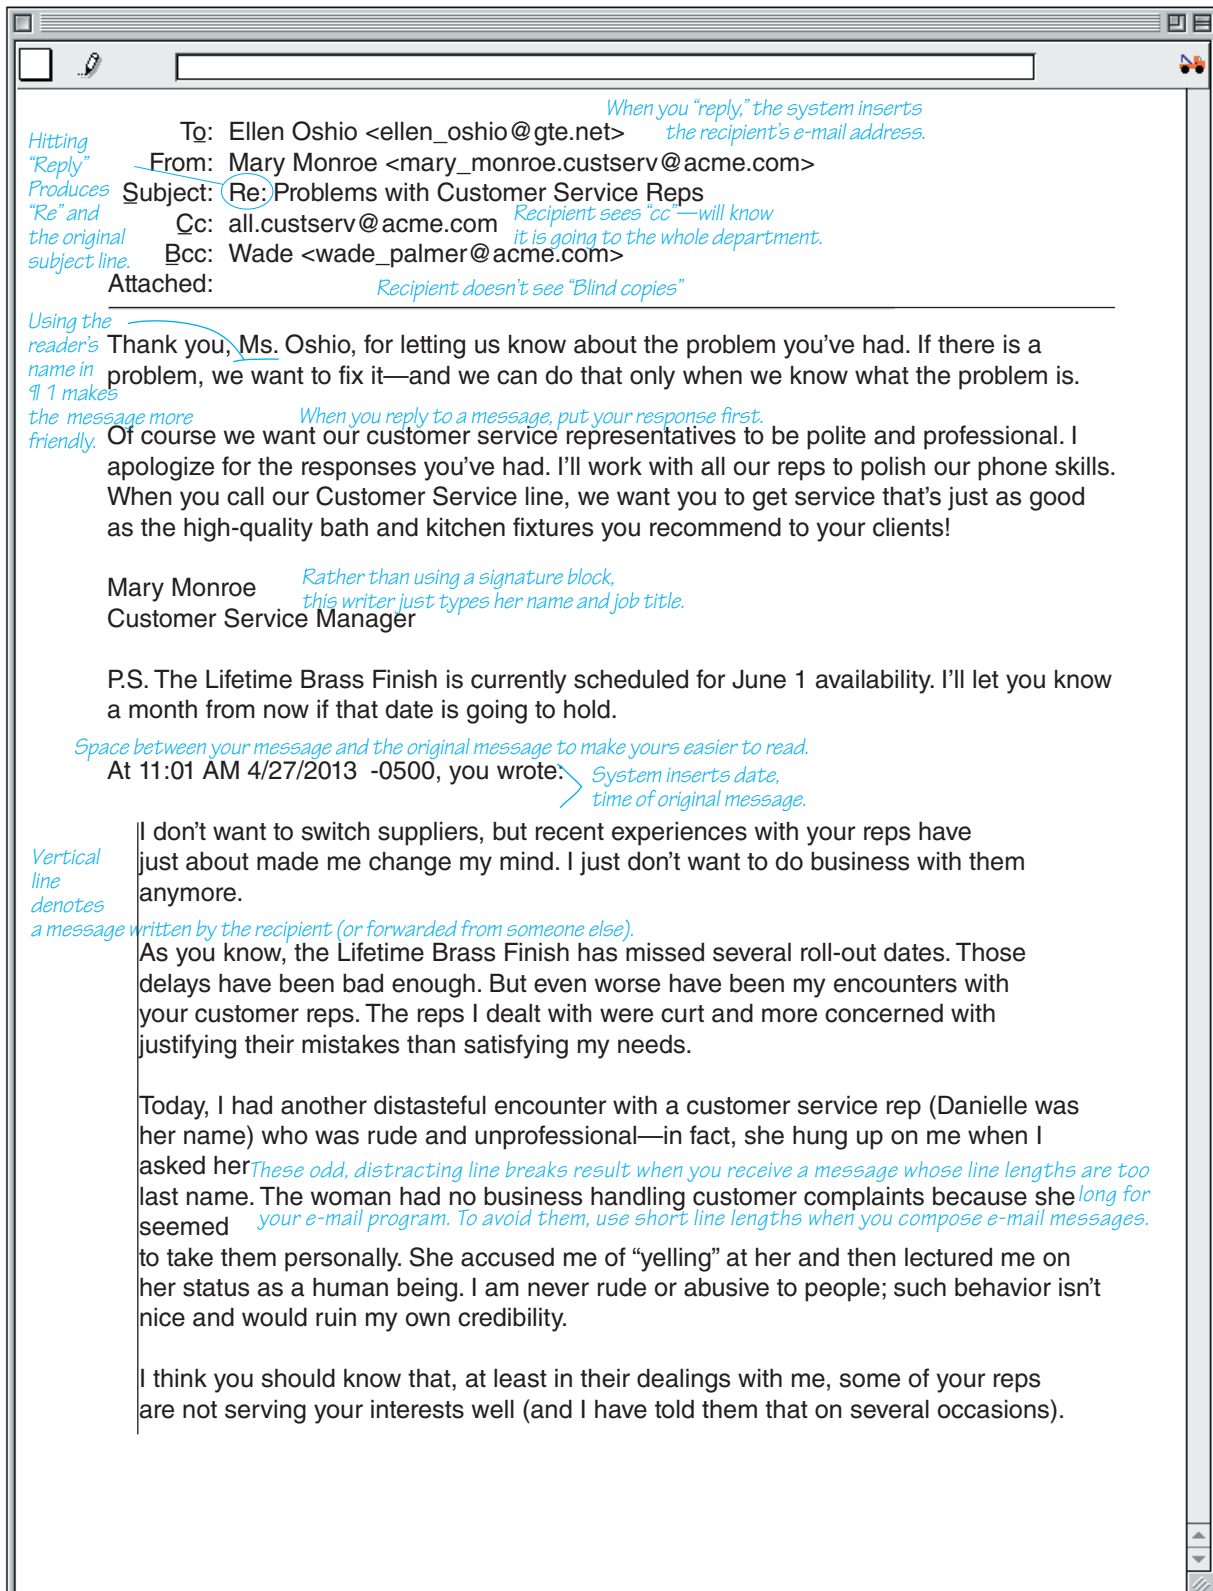 When you “reply,” the system inserts
the recipient’s e-mail address.
To: Ellen Oshio <ellen_oshio@gte.net>
From: Mary Monroe <mary_monroe.custserv@acme.com>
Subject: Re: Problems with Customer Service Reps
Cc: all.custserv@acme.com
Bcc: Wade <wade_palmer@acme.com>
Attached:
Hitting
“Reply”
Produces
“Re” and
the original
subject line.
Recipient sees “cc”—will know
it is going to the whole department.
Recipient doesn’t see “Blind copies”
Using the
reader’s
name in
¶ 1 makes
the message more
friendly.
Thank you, Ms. Oshio, for letting us know about the problem you’ve had. If there is a
problem, we want to fix it—and we can do that only when we know what the problem is.
When you reply to a message, put your response first.
Of course we want our customer service representatives to be polite and professional. I
apologize for the responses you’ve had. I’ll work with all our reps to polish our phone skills.
When you call our Customer Service line, we want you to get service that’s just as good
as the high-quality bath and kitchen fixtures you recommend to your clients!
Mary Monroe
Customer Service Manager
Rather than using a signature block,
this writer just types her name and job title.
P.S. The Lifetime Brass Finish is currently scheduled for June 1 availability. I’ll let you know
a month from now if that date is going to hold.
Space between your message and the original message to make yours easier to read.
At 11:01 AM 4/27/2013 -0500, you wrote:
System inserts date,
time of original message.
I don’t want to switch suppliers, but recent experiences with your reps have
just about made me change my mind. I just don’t want to do business with them
anymore.
Vertical
line
denotes
a message written by the recipient (or forwarded from someone else).
As you know, the Lifetime Brass Finish has missed several roll-out dates. Those
delays have been bad enough. But even worse have been my encounters with
your customer reps. The reps I dealt with were curt and more concerned with
justifying their mistakes than satisfying my needs.
Today, I had another distasteful encounter with a customer service rep (Danielle was
her name) who was rude and unprofessional—in fact, she hung up on me when I
asked her
last name. The woman had no business handling customer complaints because she
seemed
to take them personally. She accused me of “yelling” at her and then lectured me on
her status as a human being. I am never rude or abusive to people; such behavior isn’t
nice and would ruin my own credibility.
These odd, distracting line breaks result when you receive a message whose line lengths are too
long for
your e-mail program. To avoid them, use short line lengths when you compose e-mail messages.
I think you should know that, at least in their dealings with me, some of your reps
are not serving your interests well (and I have told them that on several occasions).